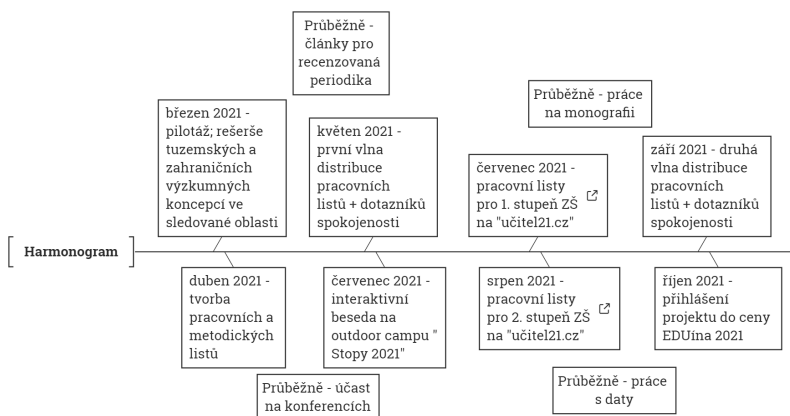 Průběžně -
články pro
recenzovaná
periodika
Průběžně - práce
na monografii
březen 2021 -
pilotáž; rešerše
tuzemských a
zahraničních
výzkumných
koncepcí ve
sledované oblasti
květen 2021 -
první vlna
distribuce
pracovních
listů + dotazníků
spokojenosti
červenec 2021 -
pracovní listy
pro 1. stupeň ZŠ
na "učitel21.cz"
září 2021 - druhá
vlna distribuce
pracovních
listů + dotazníků
spokojenosti
Harmonogram
duben 2021 -
tvorba
pracovních a
metodických
listů
červenec 2021 -
interaktivní
beseda na
outdoor campu "
Stopy 2021"
srpen 2021 -
pracovní listy
pro 2. stupeň ZŠ
na "učitel21.cz"
říjen 2021 -
přihlášení
projektu do ceny
EDUína 2021
Průběžně - účast
na konferencích
Průběžně - práce
s daty